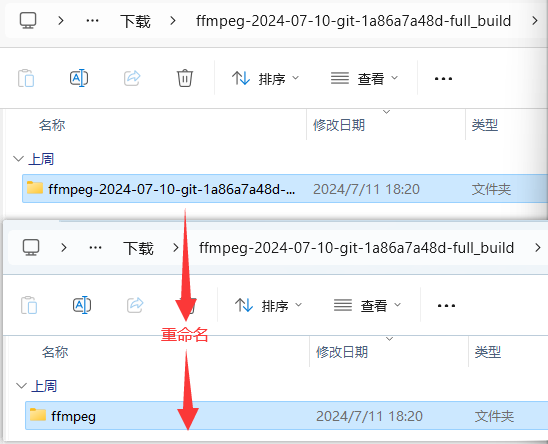 下载 ffmpeg-2024-07-10-git-1a86a7a48d-full_build
排序 查看
名称 修改日期 类型
上周
ffmpeg-2024-07-10-git-1a86a7a48d-... 2024/7/11 18:20 文件夹
下载 ffmpeg-2024-07-10-git-1a86a7a48d-full_build
排序 查看
重命名
名称 修改日期 类型
上周
ffmpeg 2024/7/11 18:20 文件夹